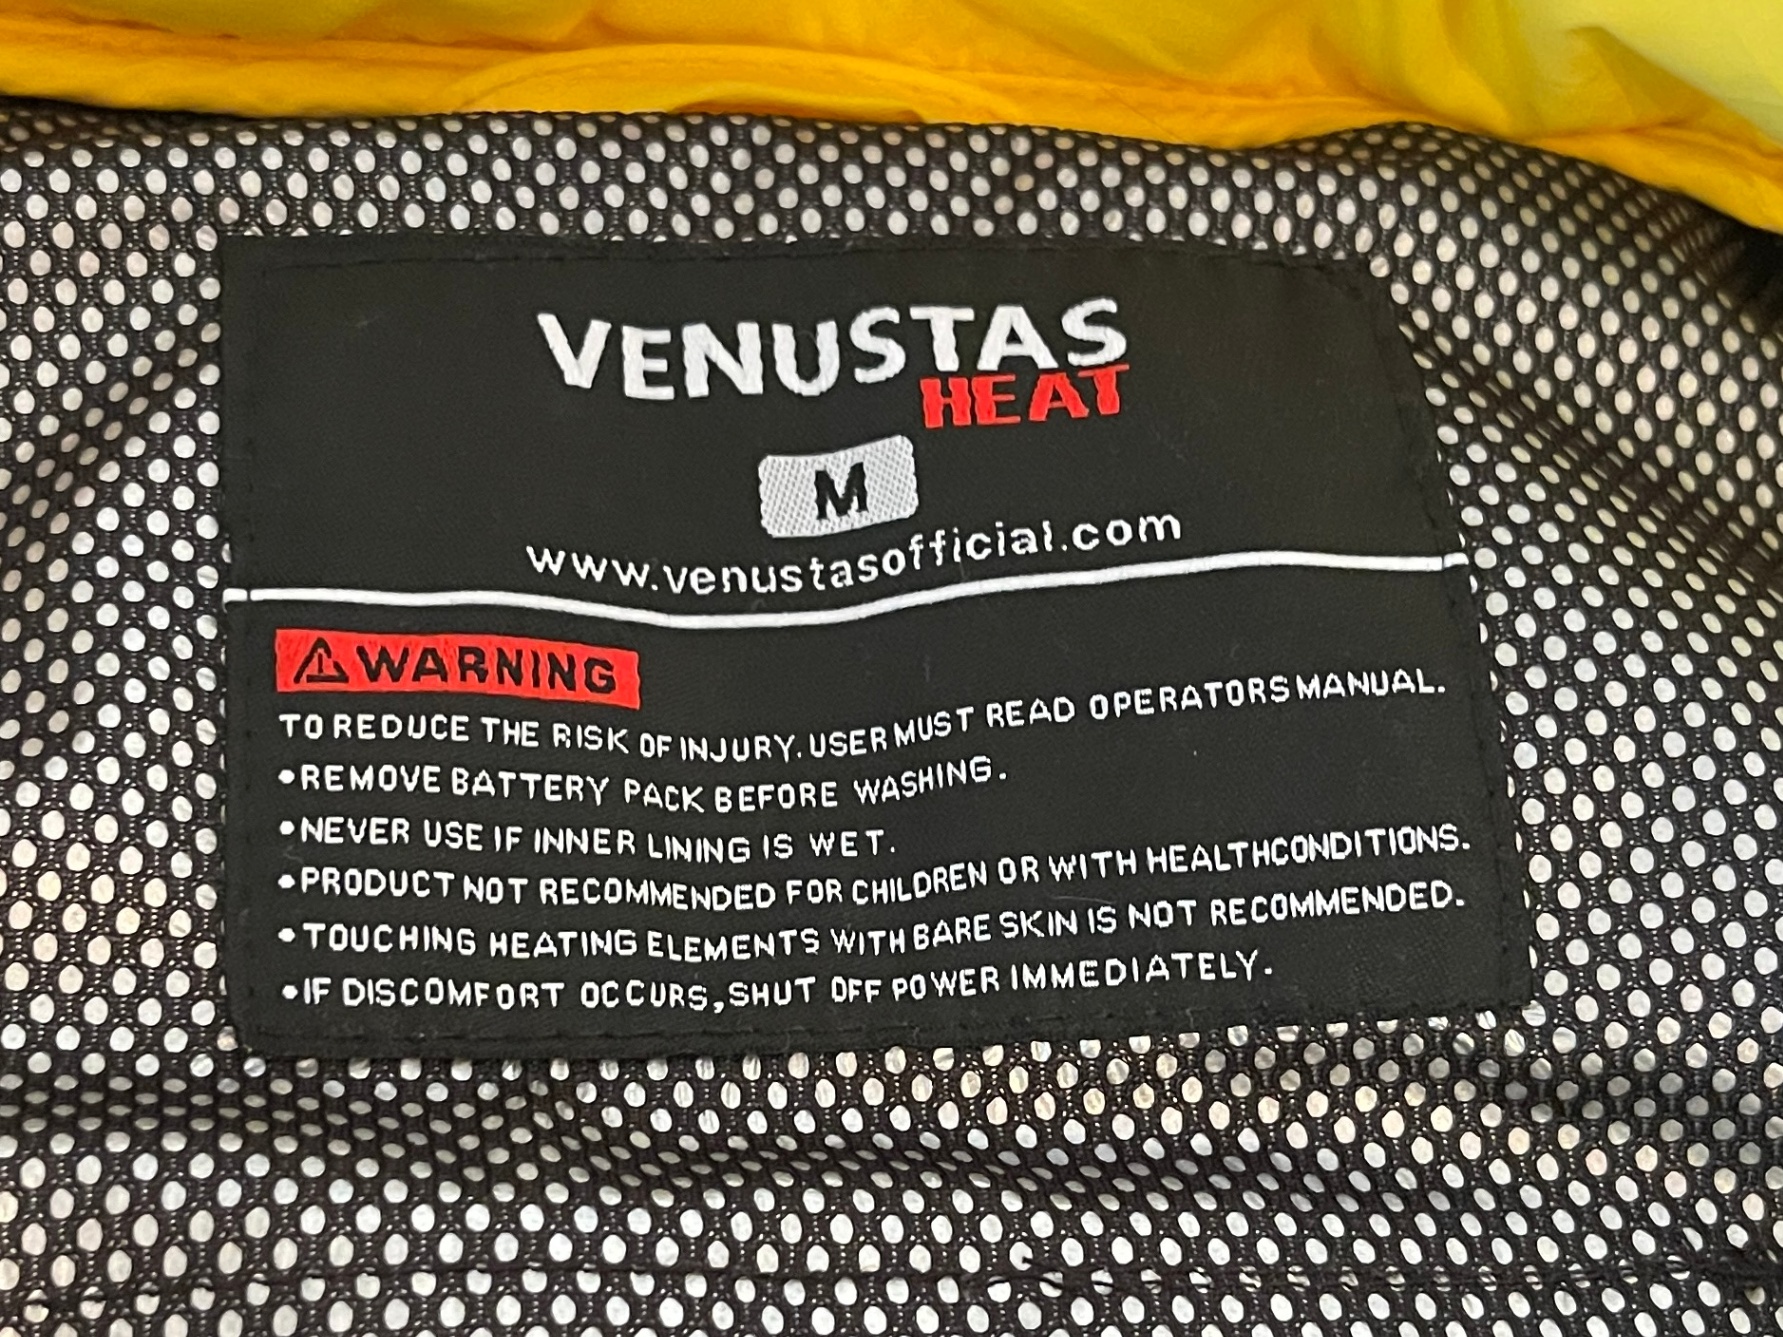 VENUSTAS
HEAT
M
www.venustasofficial.com
WARNING
TO REDUCE THE RISK OF INJURY. USER MUST READ OPERATORS MANUAL.
•REMOVE BATTERY PACK BEFORE WASHING.
•NEVER USE IF INNER LINING IS WET.
•PRODUCT NOT RECOMMENDED FOR CHILDREN OR WITH HEALTHCONDITIONS.
•TOUCHING HEATING ELEMENTS WITH BARE SKIN IS NOT RECOMMENDED.
•IF DISCOMFORT OCCURS,SHUT OFF POWER IMMEDIATELY.